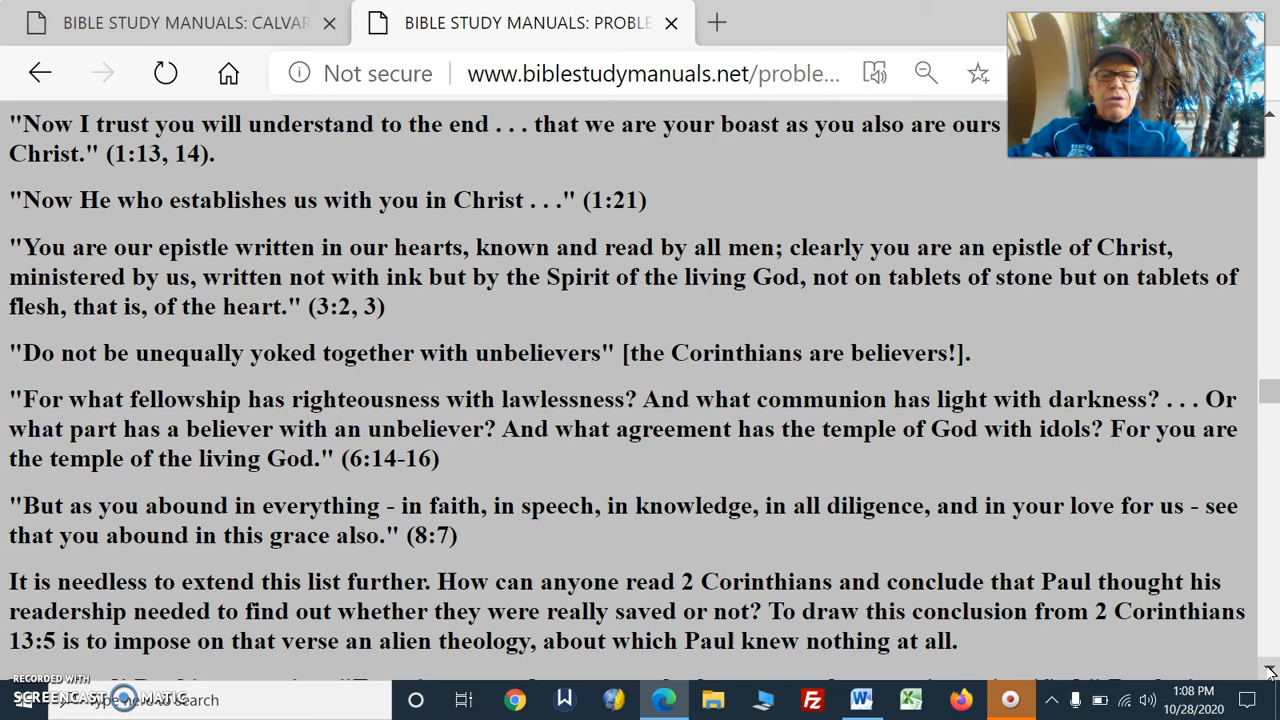 BIBLE STUDY MANUALS: CALVAR
BIBLE STUDY MANUALS: PROBLE
Not secure
www.biblestudymanuals.net/proble...
"Now I trust you will understand to the end . . . that we are your boast as you also are ours
Christ." (1:13, 14).
"Now He who establishes us with you in Christ . . ." (1:21)
"You are our epistle written in our hearts, known and read by all men; clearly you are an epistle of Christ,
ministered by us, written not with ink but by the Spirit of the living God, not on tablets of stone but on tablets of
flesh, that is, of the heart." (3:2, 3)
"Do not be unequally yoked together with unbelievers" [the Corinthians are believers!].
"For what fellowship has righteousness with lawlessness? And what communion has light with darkness? . . . Or
what part has a believer with an unbeliever? And what agreement has the temple of God with idols? For you are
the temple of the living God." (6:14-16)
"But as you abound in everything - in faith, in speech, in knowledge, in all diligence, and in your love for us - see
that you abound in this grace also." (8:7)
It is needless to extend this list further. How can anyone read 2 Corinthians and conclude that Paul thought his
readership needed to find out whether they were really saved or not? To draw this conclusion from 2 Corinthians
13:5 is to impose on that verse an alien theology, about which Paul knew nothing at all.
RECORDED WITH
SCREENCAST MATIC
Type here to search
1:08 PM
10/28/2020